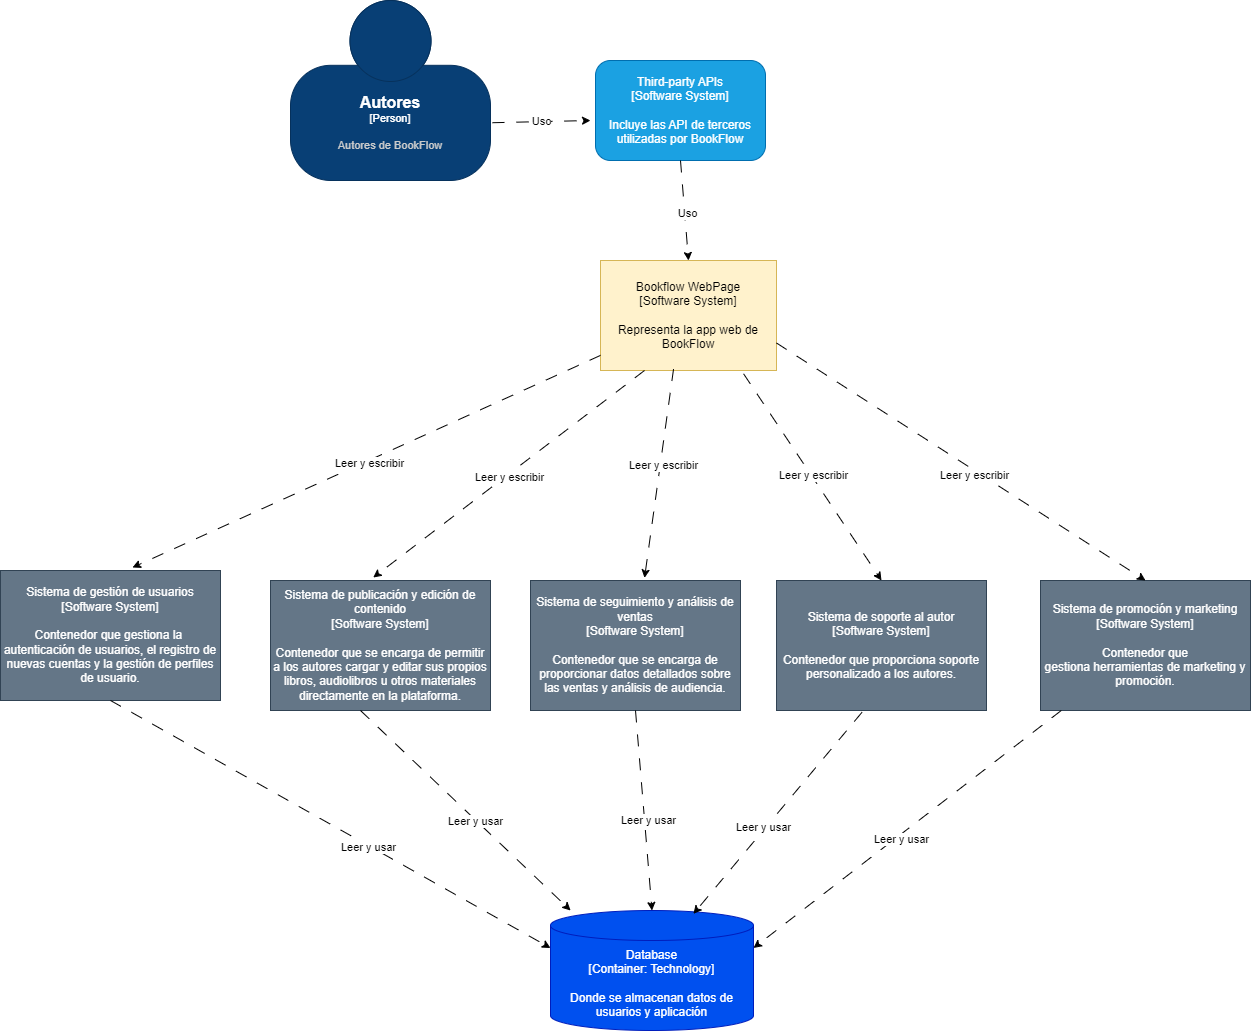 Autores
[Person]
Autores de BookFlow
Uso
Third-party APIs
[Software System]
Incluye las API de terceros
utilizadas por BookFlow
Uso
Bookflow WebPage
[Software System]
Representa la app web de
BookFlow
Leer y escribir
Leer y escribir
Leer y escribir
Leer y escribir
Leer y escribir
Sistema de gestión de usuarios
[Software System]
Contenedor que gestiona la
autenticación de usuarios, el registro de
nuevas cuentas y la gestión de perfiles
de usuario.
Sistema de publicación y edición de
contenido
[Software System]
Contenedor que se encarga de permitir
a los autores cargar y editar sus propios
libros, audiolibros u otros materiales
directamente en la plataforma.
Sistema de seguimiento y análisis de
ventas
[Software System]
Contenedor que se encarga de
proporcionar datos detallados sobre
las ventas y análisis de audiencia.
Sistema de soporte al autor
[Software System]
Contenedor que proporciona soporte
personalizado a los autores.
Sistema de promoción y marketing
[Software System]
Contenedor que
gestiona herramientas de marketing y
promoción.
Leer y usar
Leer y usar
Leer y usar
Leer y usar
Leer y usar
Database
[Container: Technology]
Donde se almacenan datos de
usuarios y aplicación